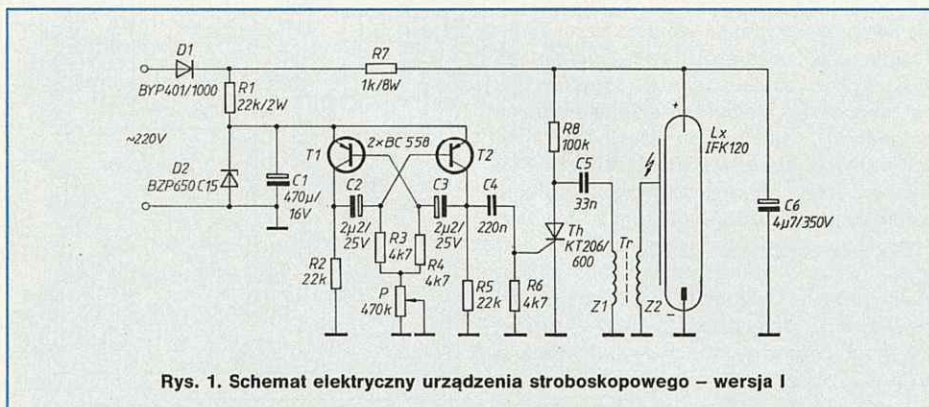 D1
BYP401/1000
R1
22k/2W
R7
1k/8W
~220V
D2
BZP650 C15
C1
470µ/
16V
T1
2×BC 558
T2
C2
2µ2/
25V
R3
4k7
C3
2µ2/
25V
R4
4k7
C4
220n
R2
22k
P
470k
R5
22k
R6
4k7
R8
100k
C5
33n
Th
KT206/
600
Tr
Z1
Z2
+
Lx
IFK120
-
C6
4µ7/350V
Rys. 1. Schemat elektryczny urządzenia stroboskopowego – wersja I